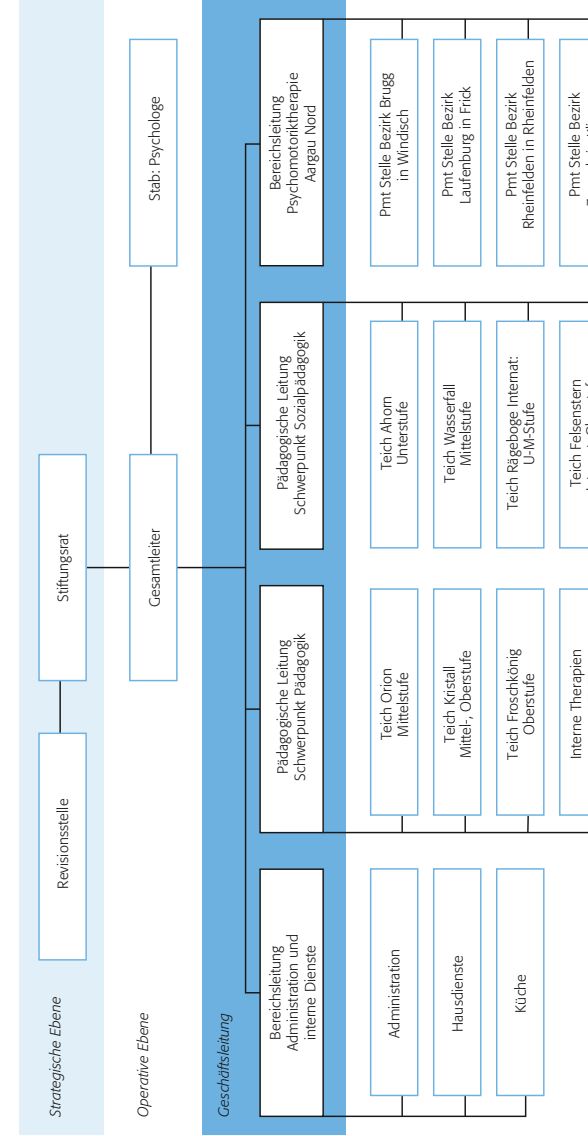 Strategische Ebene
Revisionsstelle
Stiftungsrat
Operative Ebene
Gesamtleiter
Stab: Psychologe
Geschäftsleitung
Bereichsleitung
Administration und
interne Dienste
Pädagogische Leitung
Schwerpunkt Pädagogik
Pädagogische Leitung
Schwerpunkt Sozialpädagogik
Bereichsleitung
Psychomotoriktherapie
Aargau Nord
Administration
Teich Orion
Mittelstufe
Teich Ahorn
Unterstufe
Pmt Stelle Bezirk Brugg
in Windisch
Hausdienste
Teich Kristall
Mittel-, Oberstufe
Teich Wasserfall
Mittelstufe
Pmt Stelle Bezirk
Laufenburg in Frick
Küche
Teich Froschkönig
Oberstufe
Teich Rägeboge Internat:
U-M-Stufe
Pmt Stelle Bezirk
Rheinfelden in Rheinfelden
Interne Therapien
Teich Felsenstern
Pmt Stelle Bezirk